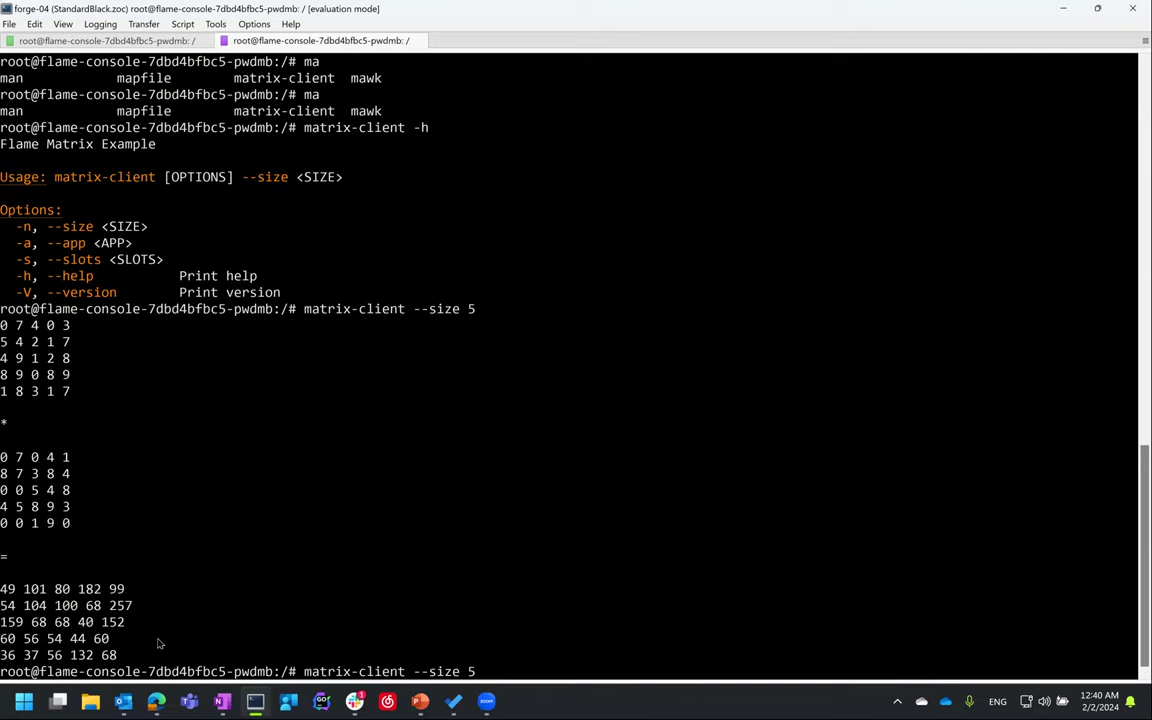 forge-04 (StandardBlack.zoc) root@flame-console-7dbd4bfbc5-pwdmb: / [evaluation mode]
File Edit View Logging Transfer Script Tools Options Help
root@flame-console-7dbd4bfbc5-pwdmb: / root@flame-console-7dbd4bfbc5-pwdmb: /
root@flame-console-7dbd4bfbc5-pwdmb:/# ma
man mapfile matrix-client mawk
root@flame-console-7dbd4bfbc5-pwdmb:/# ma
man mapfile matrix-client mawk
root@flame-console-7dbd4bfbc5-pwdmb:/# matrix-client -h
Flame Matrix Example
Usage: matrix-client [OPTIONS] --size <SIZE>
Options:
-n, --size <SIZE>
-a, --app <APP>
-s, --slots <SLOTS>
-h, --help Print help
-V, --version Print version
root@flame-console-7dbd4bfbc5-pwdmb:/# matrix-client --size 5
0 7 4 0 3
5 4 2 1 7
4 9 1 2 8
8 9 0 8 9
1 8 3 1 7
*
0 7 0 4 1
8 7 3 8 4
0 0 5 4 8
4 5 8 9 3
0 0 1 9 0
=
49 101 80 182 99
54 104 100 68 257
159 68 68 40 152
60 56 54 44 60
36 37 56 132 68
root@flame-console-7dbd4bfbc5-pwdmb:/# matrix-client --size 5
ENG 12:40 AM
2/2/2024